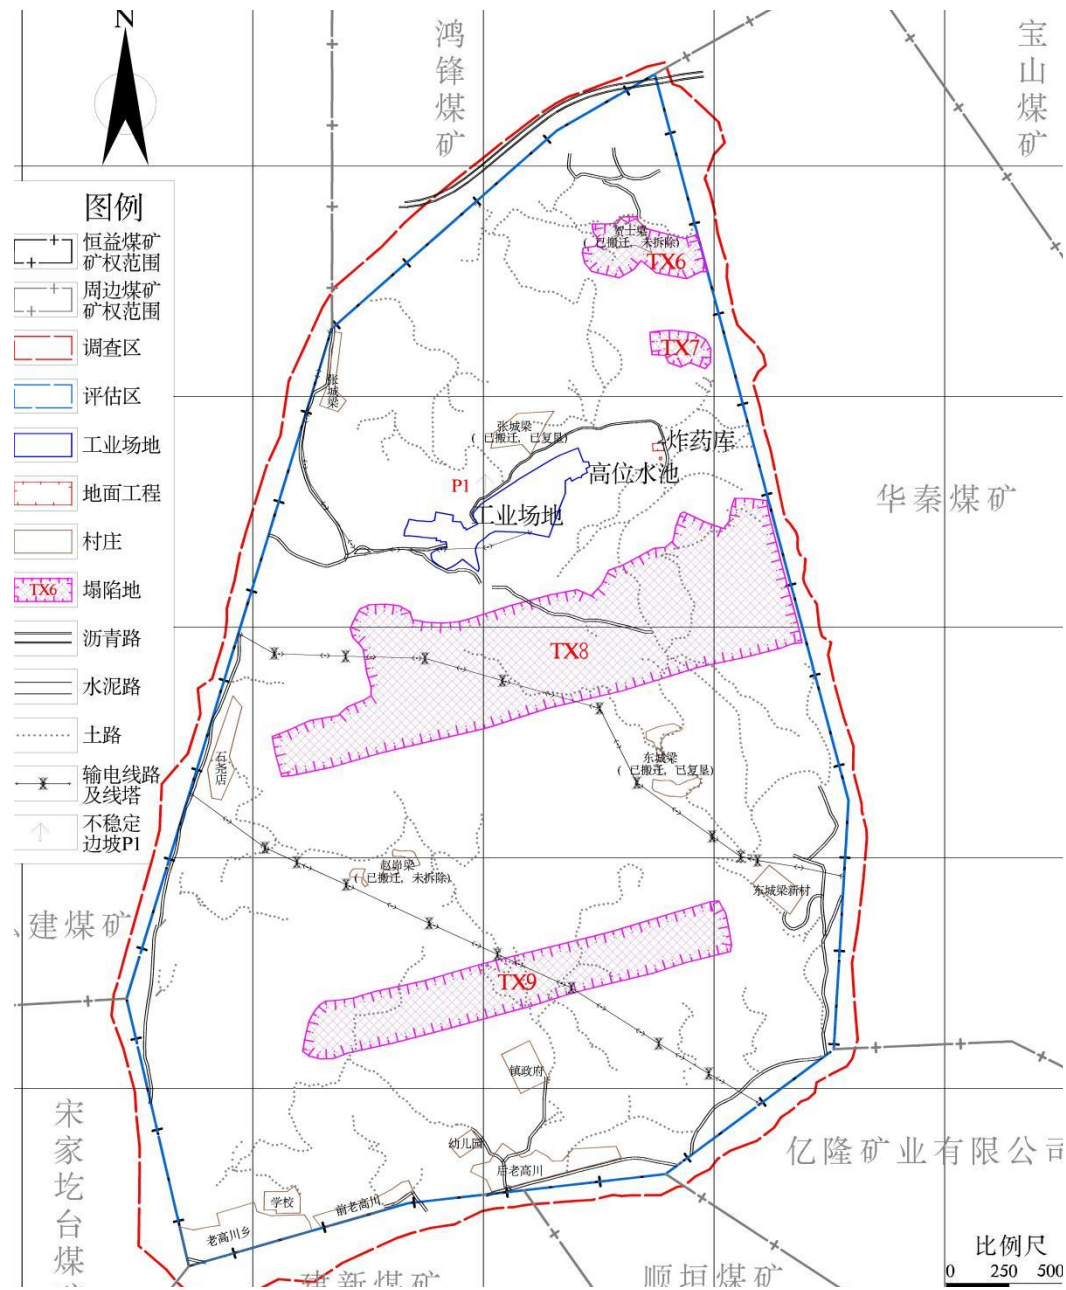 N
鸿锋煤矿
宝山煤矿
图例
恒益煤矿
矿权范围
周边煤矿
矿权范围
调查区
评估区
工业场地
地面工程
村庄
TX6
塌陷地
沥青路
水泥路
土路
输电线路
及线塔
不稳定
边坡P1
贺士梁
(已搬迁, 未拆除)
TX6
TX7
张城梁
张城梁
(已搬迁, 已复垦)
炸药库
高位水池
P1
工业场地
华秦煤矿
TX8
石尧店
东城梁
(已搬迁, 已复垦)
赵峁梁
(已搬迁, 未拆除)
东城梁新村
建煤矿
TX9
镇政府
幼儿园
后老高川
亿隆矿业有限公司
宋家圪台煤
学校
前老高川
老高川乡
建新煤矿
顺垣煤矿
比例尺
0 250 500